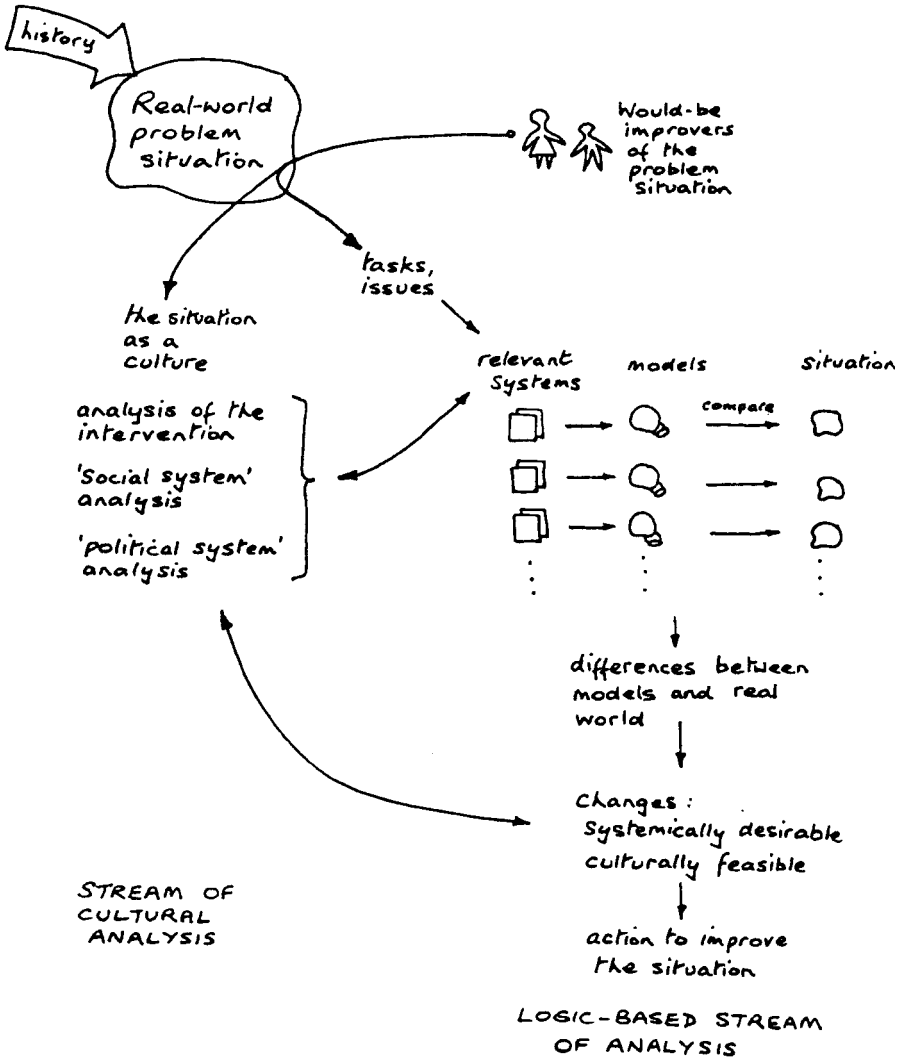 history
Real-world
problem
situation
Would-be
improvers
of the
problem
situation
tasks,
issues
the situation
as a
culture
analysis of the
intervention
'Social system'
analysis
'political system'
analysis
relevant
Systems
models
situation
compare
differences between
models and real
world
Changes:
Systemically desirable
culturally feasible
action to improve
the situation
STREAM OF
CULTURAL
ANALYSIS
LOGIC-BASED STREAM
OF ANALYSIS